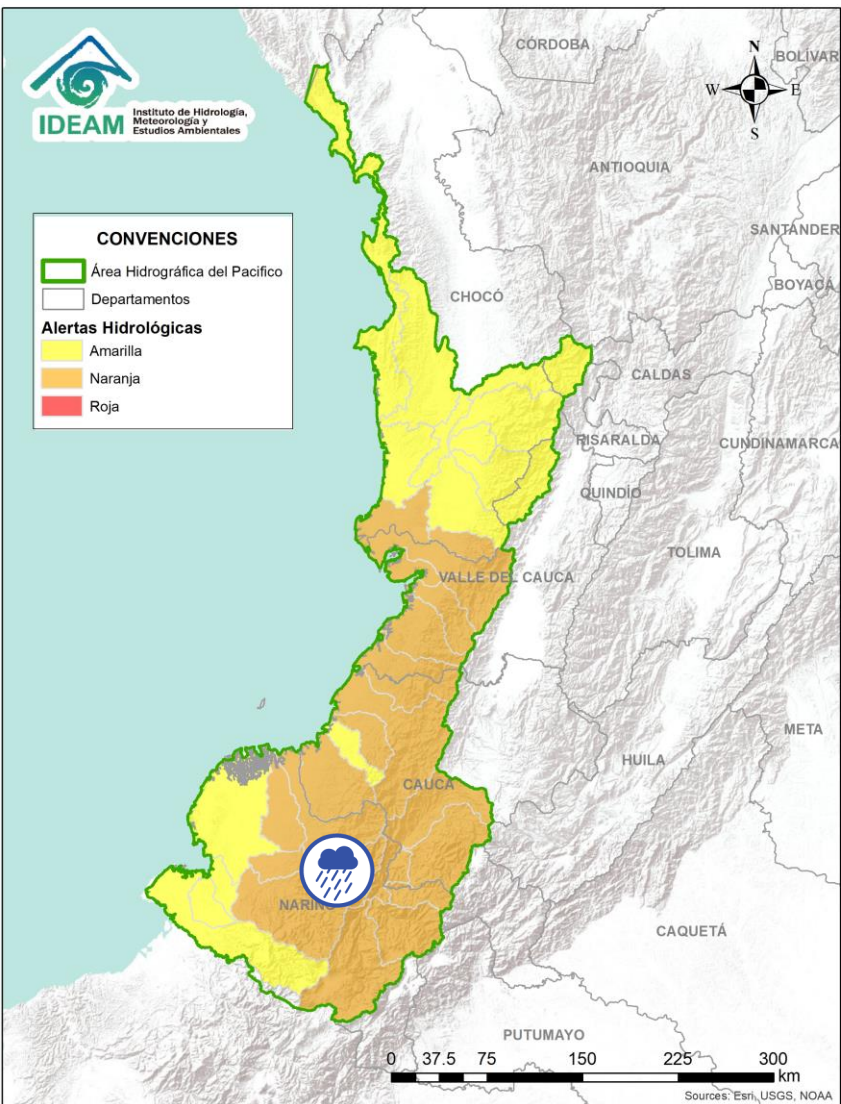 IDEAM
Instituto de Hidrología,
Meteorología y
Estudios Ambientales
CÓRDOBA
BOLÍVAR
N
W
E
S
ANTIOQUIA
SANTANDER
BOYACÁ
CONVENCIONES
Área Hidrográfica del Pacifico
Departamentos
Alertas Hidrológicas
Amarilla
Naranja
Roja
CHOCÓ
CALDAS
RISARALDA
CUNDINAMARCA
QUINDÍO
TOLIMA
VALLE DEL CAUCA
META
HUILA
CAUCA
NARIÑO
CAQUETÁ
PUTUMAYO
0 37.5 75 150 225 300
km
Sources: Esri, USGS, NOAA